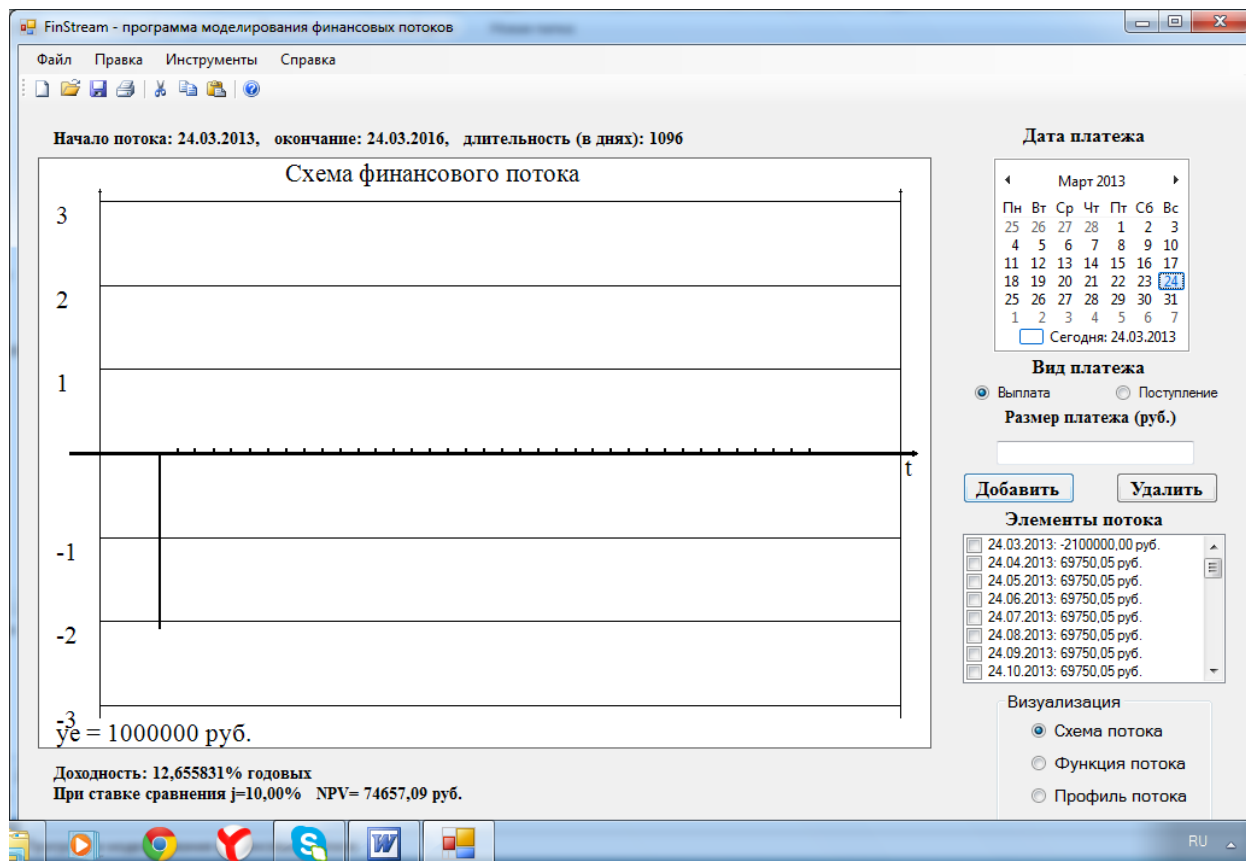 FinStream - программа моделирования финансовых потоков
Файл Правка Инструменты Справка
Начало потока: 24.03.2013, окончание: 24.03.2016, длительность (в днях): 1096
Схема финансового потока
3
2
1
t
-1
-2
-3
ye = 1000000 руб.
Доходность: 12,655831% годовых
При ставке сравнения j=10,00% NPV= 74657,09 руб.
Дата платежа
Март 2013
Пн Вт Ср Чт Пт Сб Вс
25 26 27 28 1 2 3
4 5 6 7 8 9 10
11 12 13 14 15 16 17
18 19 20 21 22 23 24
25 26 27 28 29 30 31
1 2 3 4 5 6 7
Сегодня: 24.03.2013
Вид платежа
Выплата Поступление
Размер платежа (руб.)
Добавить Удалить
Элементы потока
24.03.2013: -2100000,00 руб.
24.04.2013: 69750,05 руб.
24.05.2013: 69750,05 руб.
24.06.2013: 69750,05 руб.
24.07.2013: 69750,05 руб.
24.08.2013: 69750,05 руб.
24.09.2013: 69750,05 руб.
24.10.2013: 69750,05 руб.
Визуализация
Схема потока
Функция потока
Профиль потока
RU